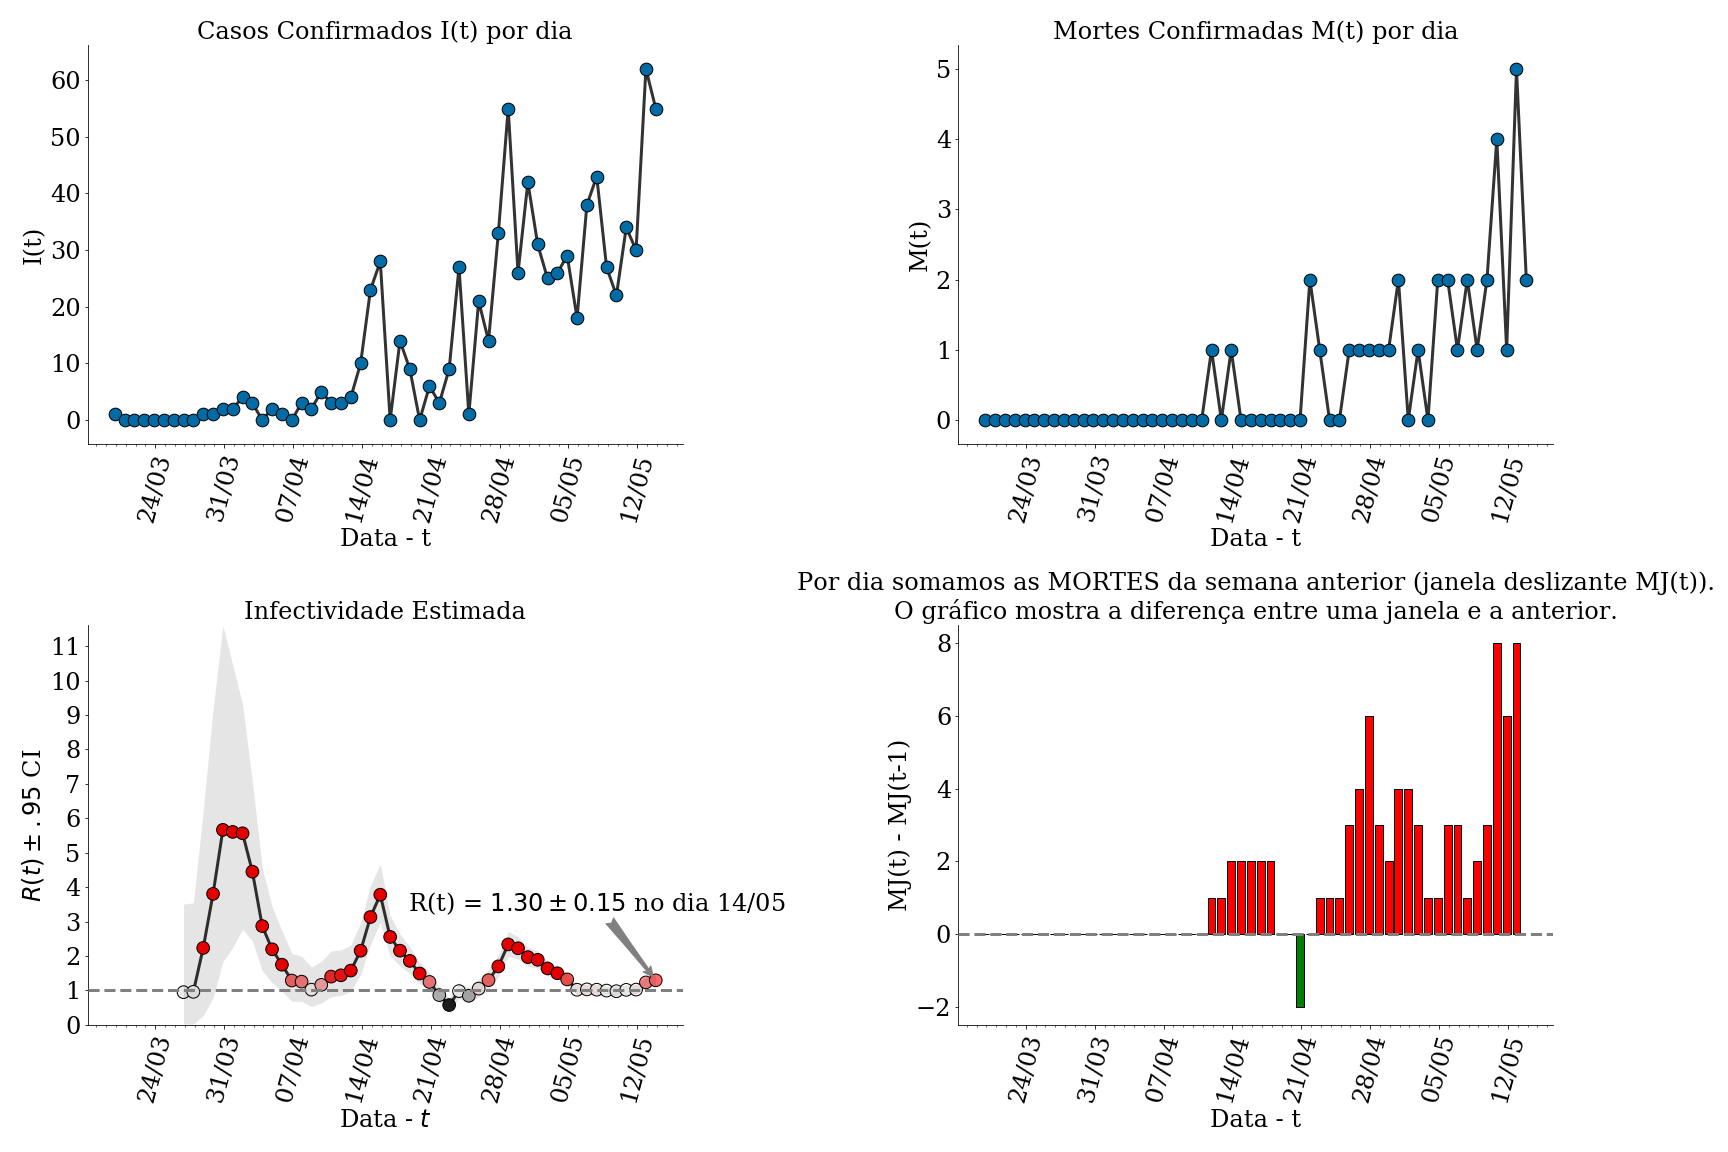 Casos Confirmados I(t) por dia
I(t)
60
50
40
30
20
10
0
24/03 31/03 07/04 14/04 21/04 28/04 05/05 12/05
Data - t
Mortes Confirmadas M(t) por dia
M(t)
5
4
3
2
1
0
24/03 31/03 07/04 14/04 21/04 28/04 05/05 12/05
Data - t
Infectividade Estimada
R(t) ± .95 CI
11
10
9
8
7
6
5
4
3
2
1
0
R(t) = 1.30 ± 0.15 no dia 14/05
24/03 31/03 07/04 14/04 21/04 28/04 05/05 12/05
Data - t
Por dia somamos as MORTES da semana anterior (janela deslizante MJ(t)).
O gráfico mostra a diferença entre uma janela e a anterior.
MJ(t) - MJ(t-1)
8
6
4
2
0
−2
24/03 31/03 07/04 14/04 21/04 28/04 05/05 12/05
Data - t